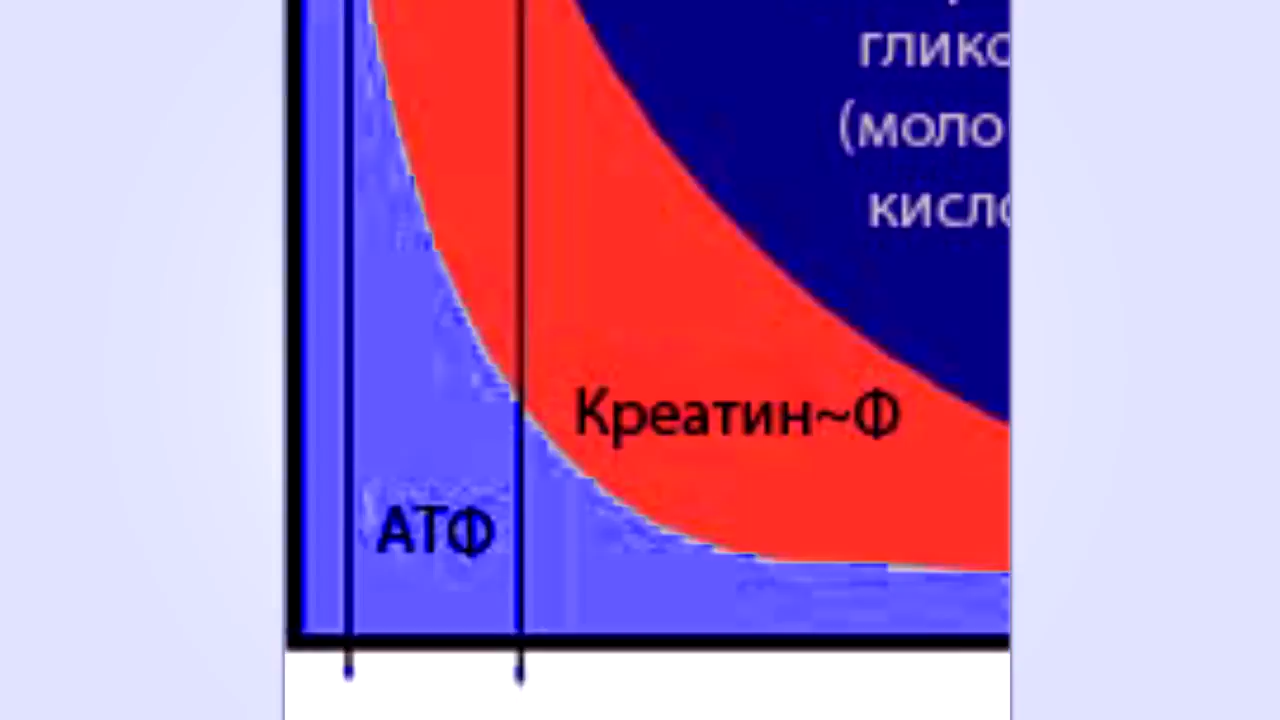 глико
(моло
кисло
Креатин~Ф
АТФ